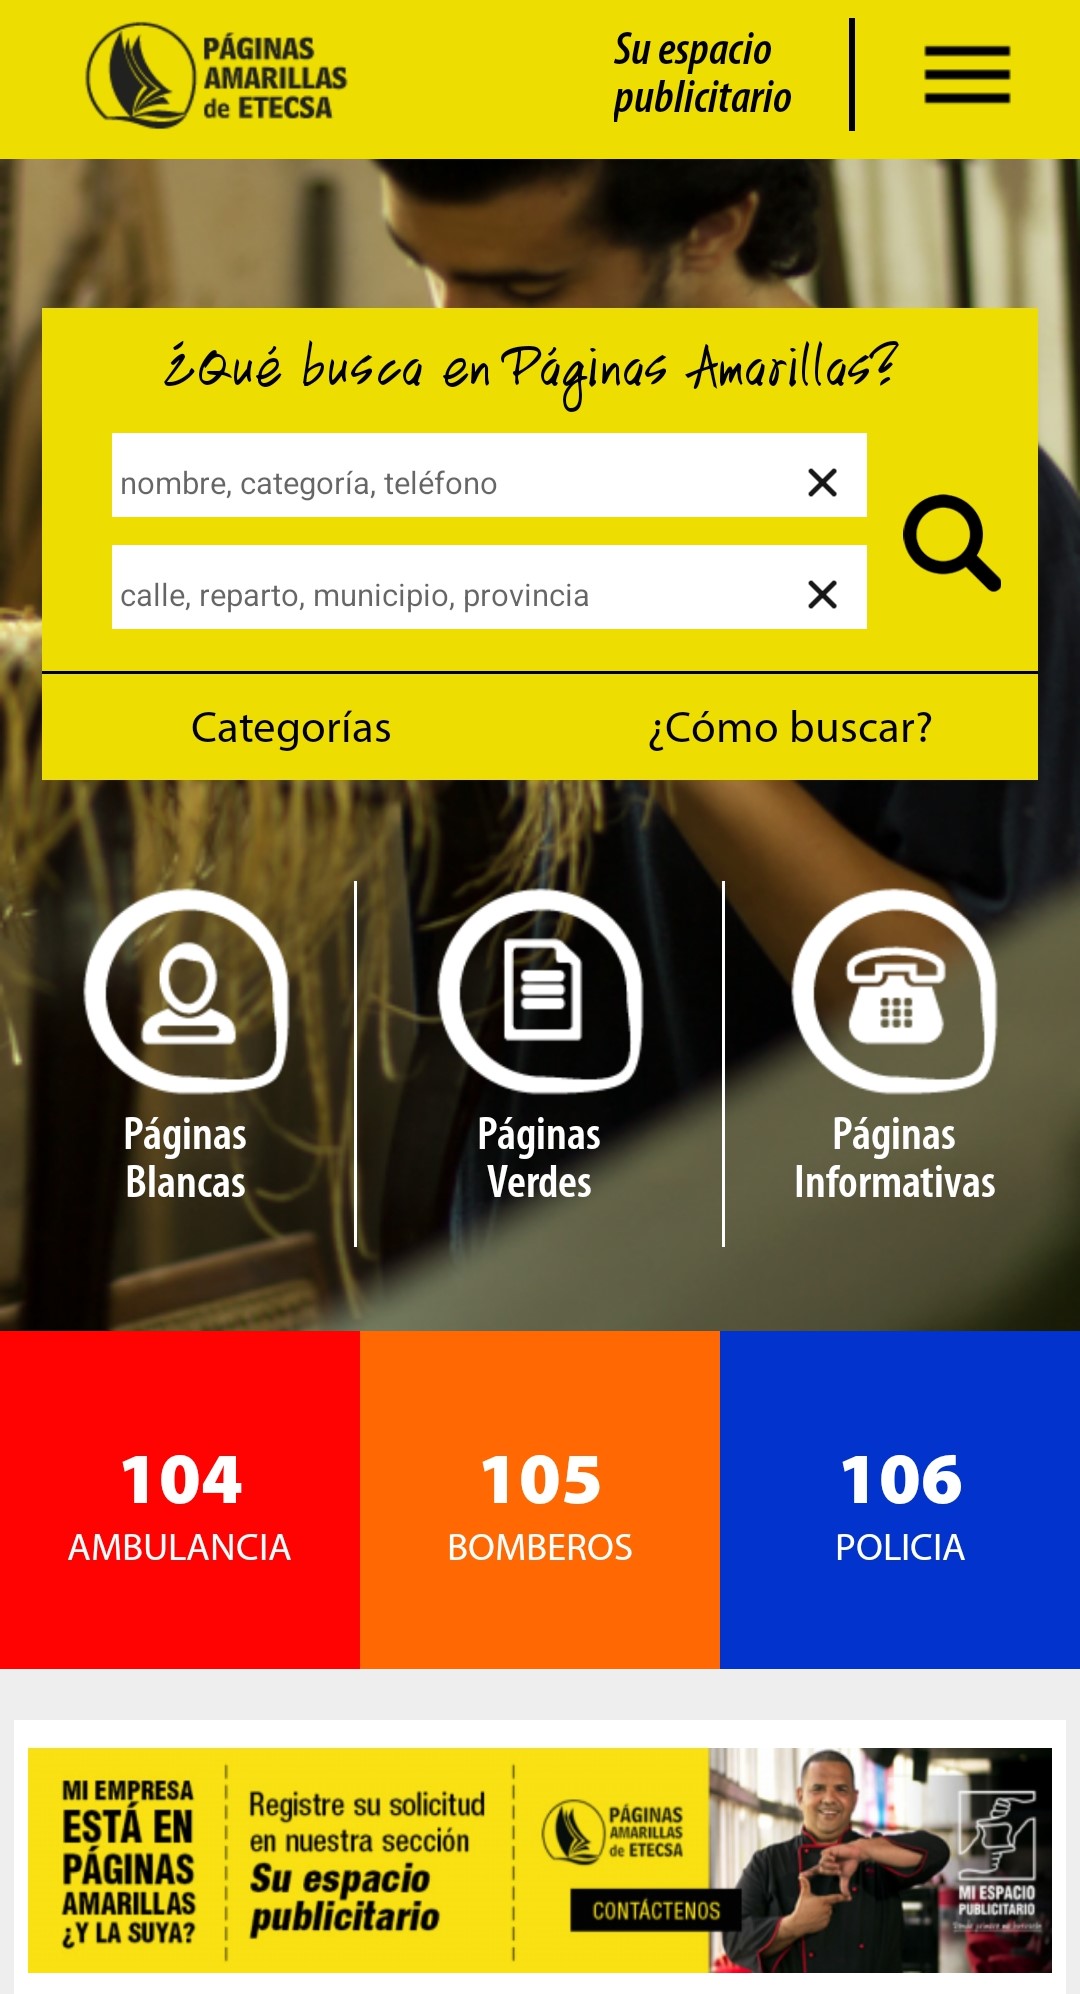 PÁGINAS
AMARILLAS
de ETECSA
Su espacio
publicitario
¿Qué busca en Páginas Amarillas?
nombre, categoría, teléfono
calle, reparto, municipio, provincia
Categorías
¿Cómo buscar?
Páginas
Blancas
Páginas
Verdes
Páginas
Informativas
104
AMBULANCIA
105
BOMBEROS
106
POLICIA
MI EMPRESA
ESTÁ EN
PÁGINAS
AMARILLAS
¿Y LA SUYA?
Registre su solicitud
en nuestra sección
Su espacio
publicitario
PÁGINAS
AMARILLAS
de ETECSA
CONTÁCTENOS
MI ESPACIO
PUBLICITARIO